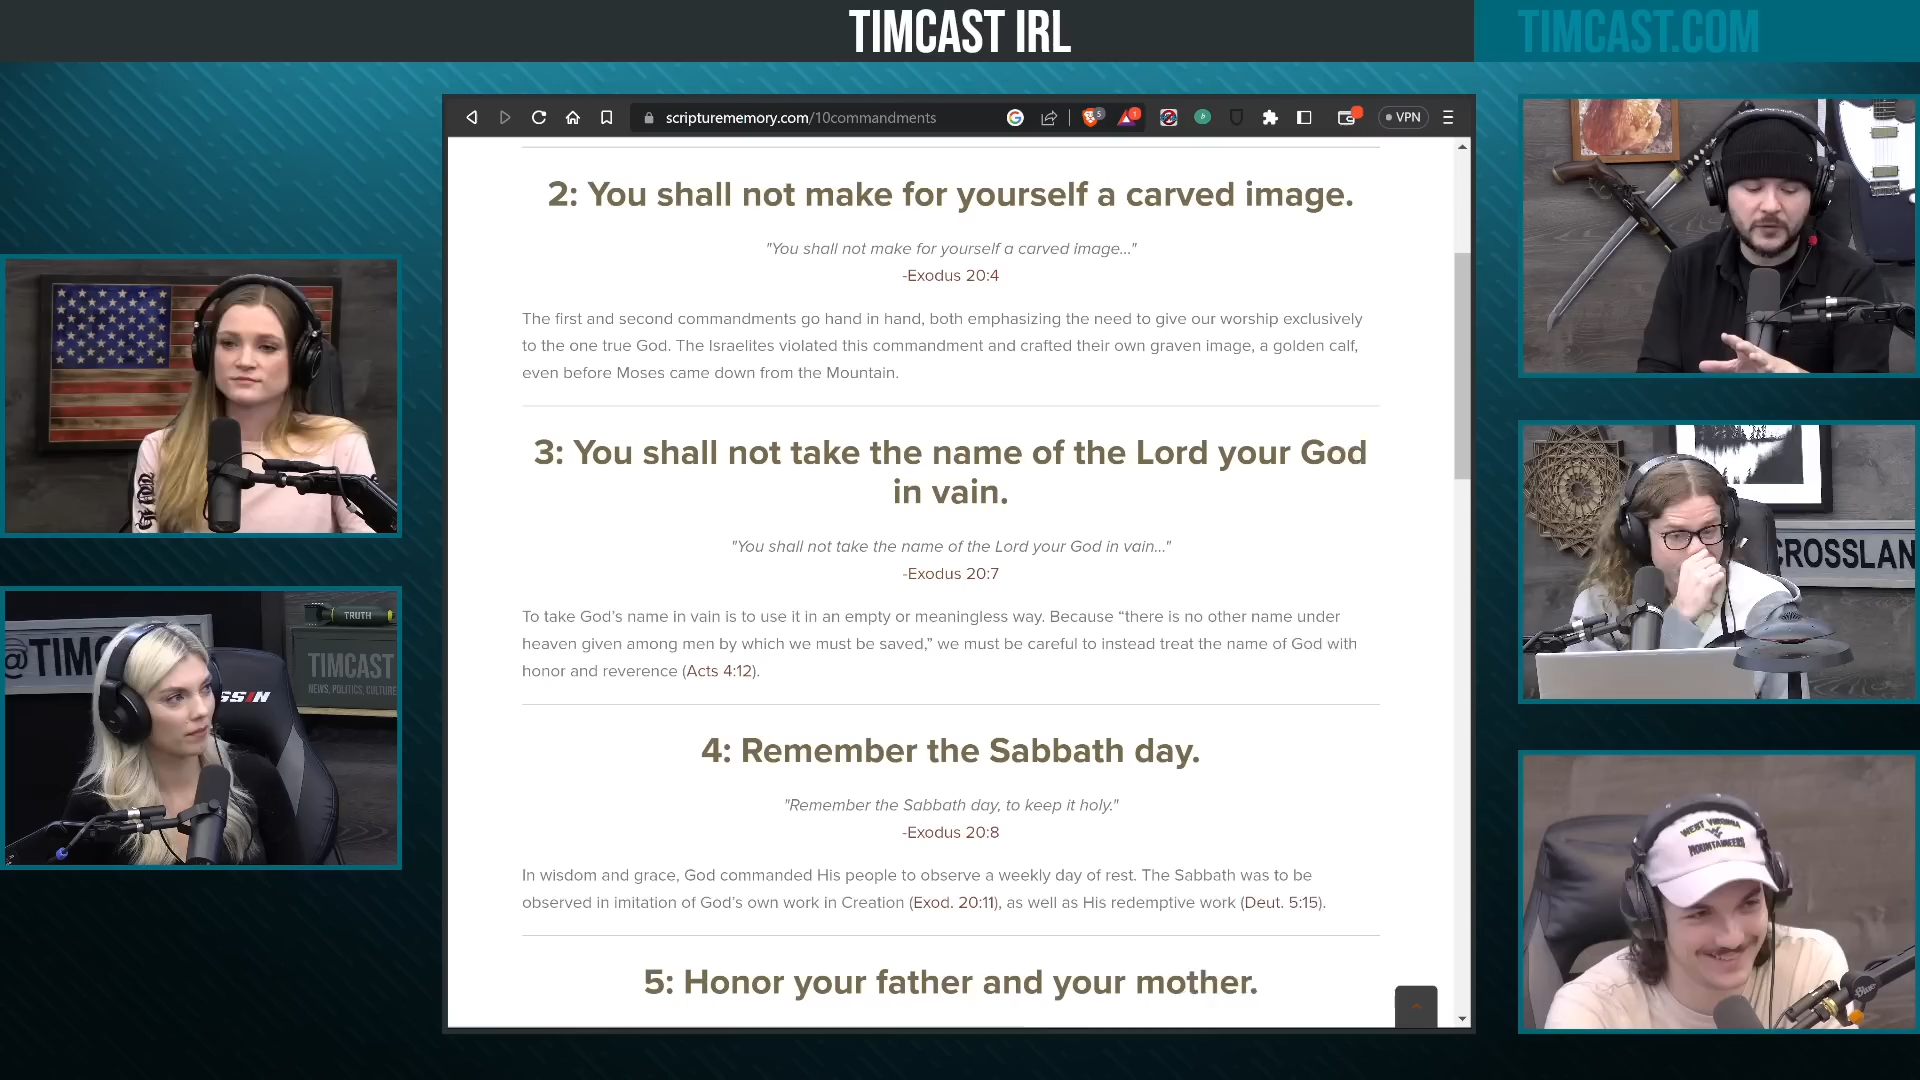 TIMCAST IRL
TIMCAST.COM
scripturememory.com/10commandments
5
1
VPN
2: You shall not make for yourself a carved image.
"You shall not make for yourself a carved image..."
-Exodus 20:4
The first and second commandments go hand in hand, both emphasizing the need to give our worship exclusively
to the one true God. The Israelites violated this commandment and crafted their own graven image, a golden calf,
even before Moses came down from the Mountain.
3: You shall not take the name of the Lord your God
in vain.
"You shall not take the name of the Lord your God in vain..."
-Exodus 20:7
To take God’s name in vain is to use it in an empty or meaningless way. Because “there is no other name under
heaven given among men by which we must be saved,” we must be careful to instead treat the name of God with
honor and reverence (Acts 4:12).
4: Remember the Sabbath day.
"Remember the Sabbath day, to keep it holy."
-Exodus 20:8
In wisdom and grace, God commanded His people to observe a weekly day of rest. The Sabbath was to be
observed in imitation of God’s own work in Creation (Exod. 20:11), as well as His redemptive work (Deut. 5:15).
5: Honor your father and your mother.
@TIMC
TRUTH
TIMCAST
NEWS, POLITICS, CULTURE
SSIN
CROSSLAN
WEST VIRGINIA
MOUNTAINEERS
Blue